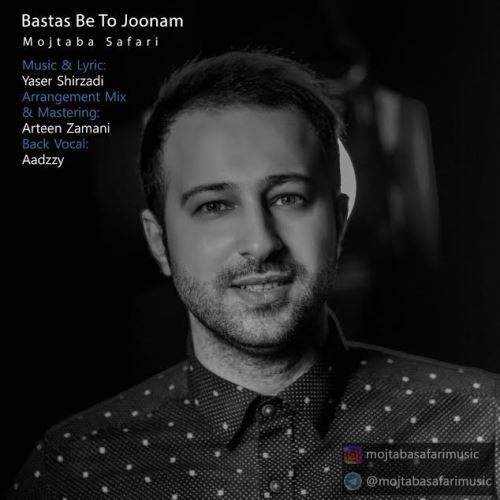 Bastas Be To Joonam
Mojtaba Safari
Music & Lyric:
Yaser Shirzadi
Arrangement Mix
& Mastering:
Arteen Zamani
Back Vocal:
Aadzzy
mojtabasafarimusic
@mojtabasafarimusic